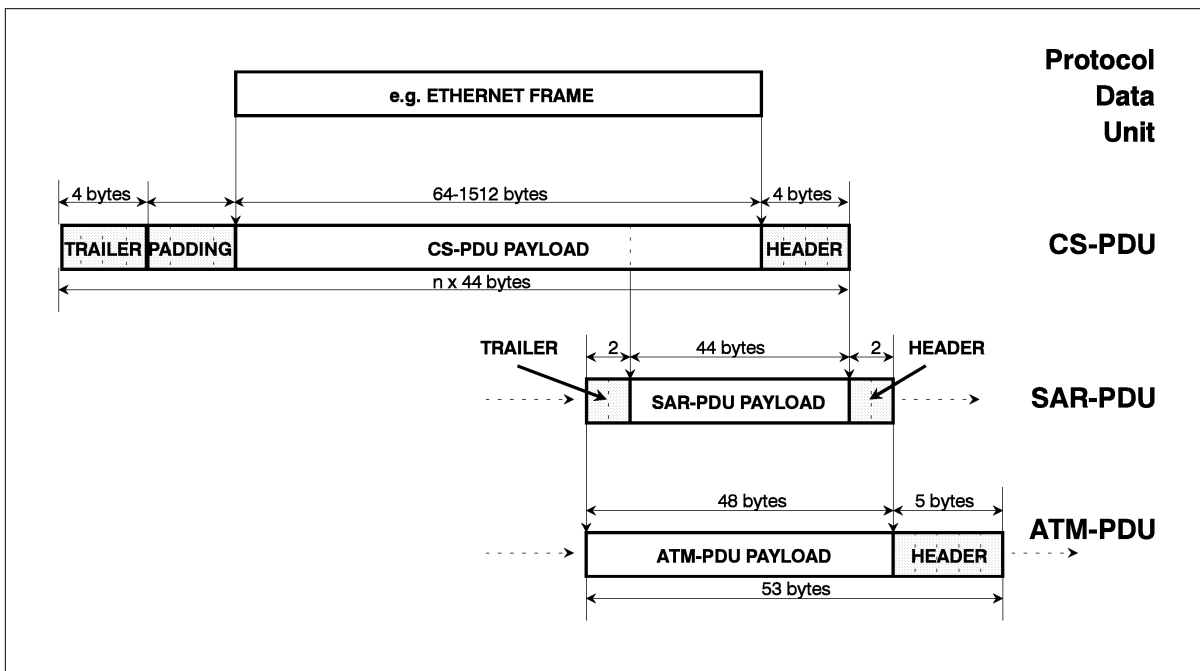 Protocol
Data
Unit
e.g. ETHERNET FRAME
4 bytes 64-1512 bytes 4 bytes
TRAILER PADDING CS-PDU PAYLOAD HEADER CS-PDU
n x 44 bytes
TRAILER 2 44 bytes 2 HEADER
SAR-PDU PAYLOAD SAR-PDU
48 bytes 5 bytes
ATM-PDU
ATM-PDU PAYLOAD HEADER
53 bytes